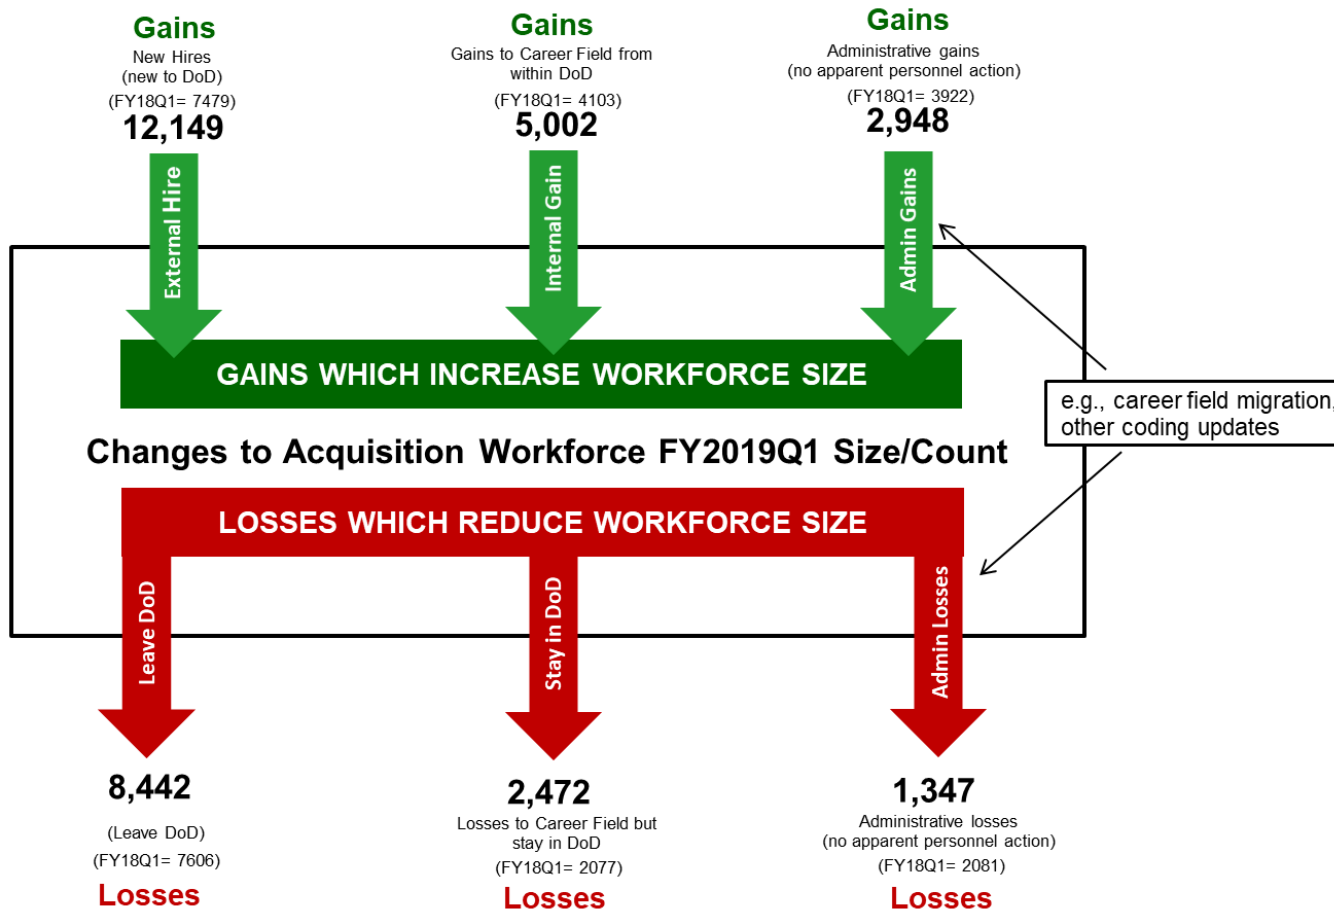 Gains
New Hires
(new to DoD)
(FY18Q1= 7479)
12,149
External Hire
Gains
Gains to Career Field from
within DoD
(FY18Q1= 4103)
5,002
Internal Gain
Gains
Administrative gains
(no apparent personnel action)
(FY18Q1= 3922)
2,948
Admin Gains
GAINS WHICH INCREASE WORKFORCE SIZE
e.g., career field migration,
other coding updates
Changes to Acquisition Workforce FY2019Q1 Size/Count
LOSSES WHICH REDUCE WORKFORCE SIZE
Leave DoD
8,442
(Leave DoD)
(FY18Q1= 7606)
Losses
Stay in DoD
2,472
Losses to Career Field but
stay in DoD
(FY18Q1= 2077)
Losses
Admin Losses
1,347
Administrative losses
(no apparent personnel action)
(FY18Q1= 2081)
Losses